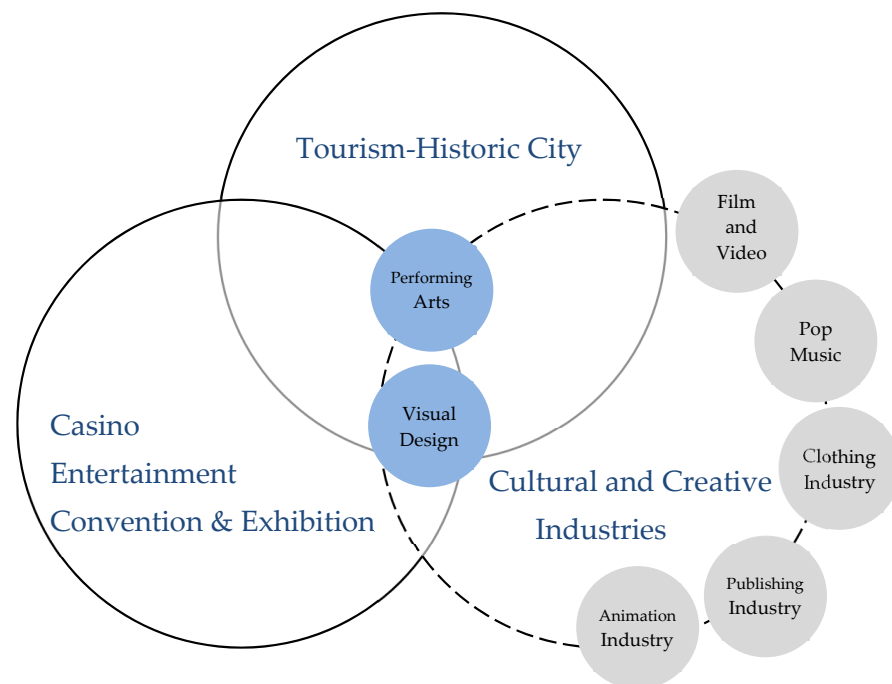 Tourism-Historic City
Film
and
Video
Performing
Arts
Pop
Music
Visual
Design
Casino
Entertainment
Convention & Exhibition
Cultural and Creative
Industries
Clothing
Industry
Publishing
Industry
Animation
Industry